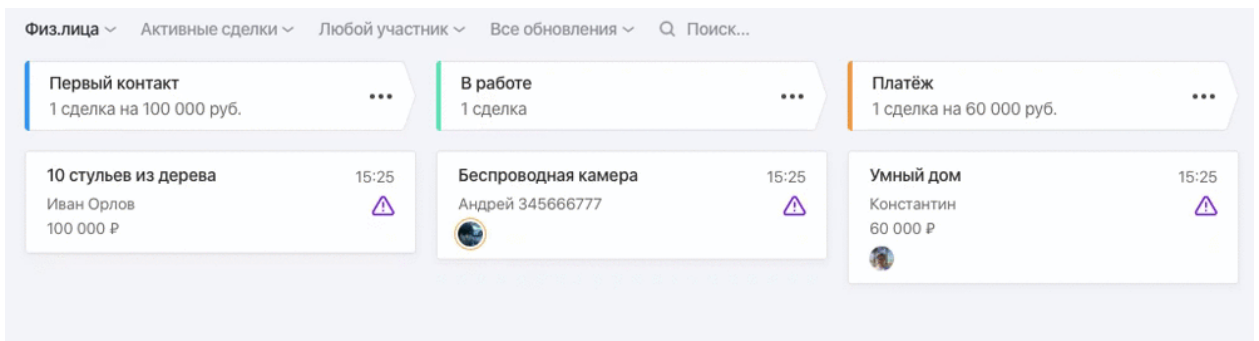 Физ.лица Активные сделки Любой участник Все обновления Поиск...
Первый контакт
1 сделка на 100 000 руб.
В работе
1 сделка
Платёж
1 сделка на 60 000 руб.
10 стульев из дерева 15:25
Иван Орлов
100 000 ₽
Беспроводная камера 15:25
Андрей 345666777
Умный дом 15:25
Константин
60 000 ₽